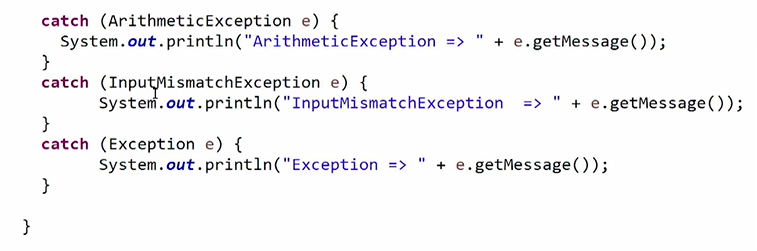 catch (ArithmeticException e) {
System.out.println("ArithmeticException => " + e.getMessage());
}
catch (InputMismatchException e) {
System.out.println("InputMismatchException  => " + e.getMessage());
}
catch (Exception e) {
System.out.println("Exception => " + e.getMessage());
}
}